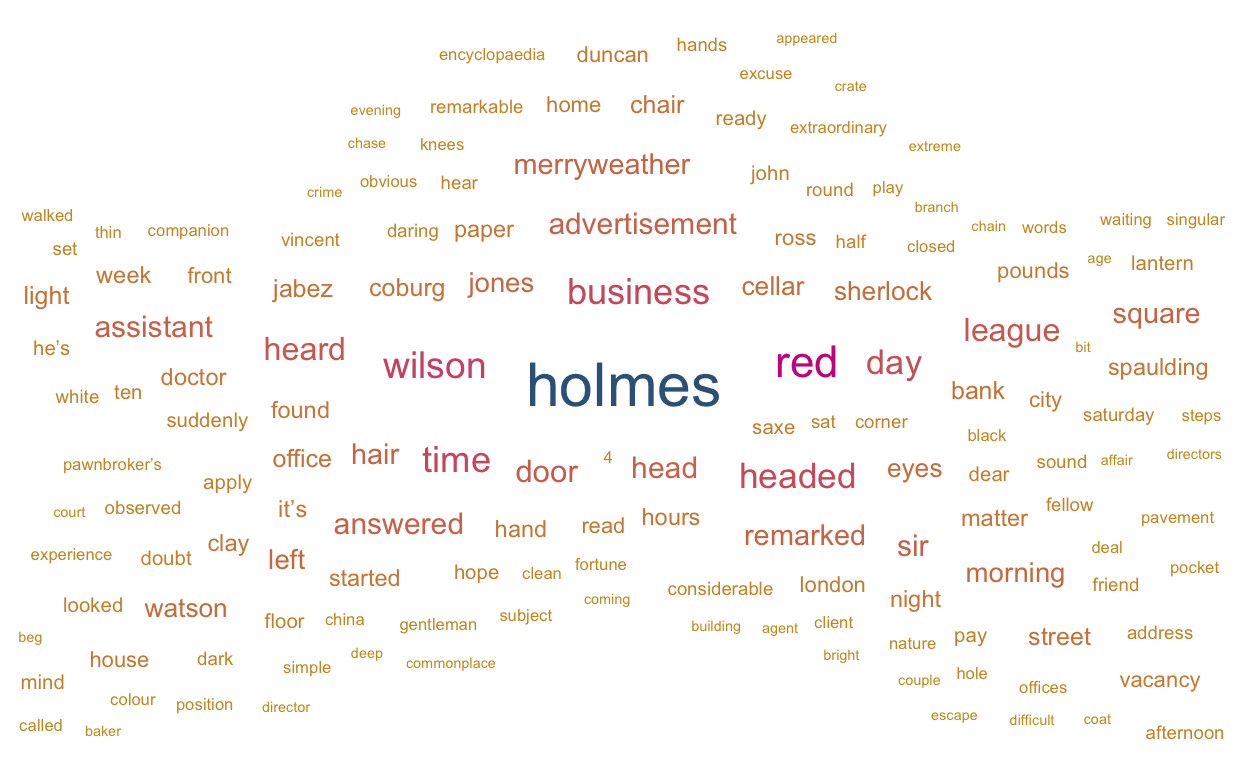 appeared
hands
encyclopaedia duncan
excuse
crate
evening remarkable home chair
ready extraordinary
chase knees extreme
merryweather
john
crime obvious hear round play
branch
walked thin companion chain words waiting singular
set vincent daring paper advertisement ross half closed
age
week front pounds lantern
light jabez coburg jones business cellar sherlock
assistant league square
he’s heard bit
wilson holmes red day spaulding
white ten doctor bank city
suddenly found saxe sat corner saturday steps
black
pawnbroker’s office hair time door 4 head headed eyes dear sound affair directors
apply
court observed it’s answered hand read hours remarked matter fellow pavement
experience doubt clay left sir deal
started hope clean fortune considerable london morning friend pocket
looked watson coming night
floor china gentleman subject building agent client
beg nature pay street address
house dark simple deep commonplace bright
mind couple hole offices vacancy
colour position director
called baker escape difficult coat afternoon